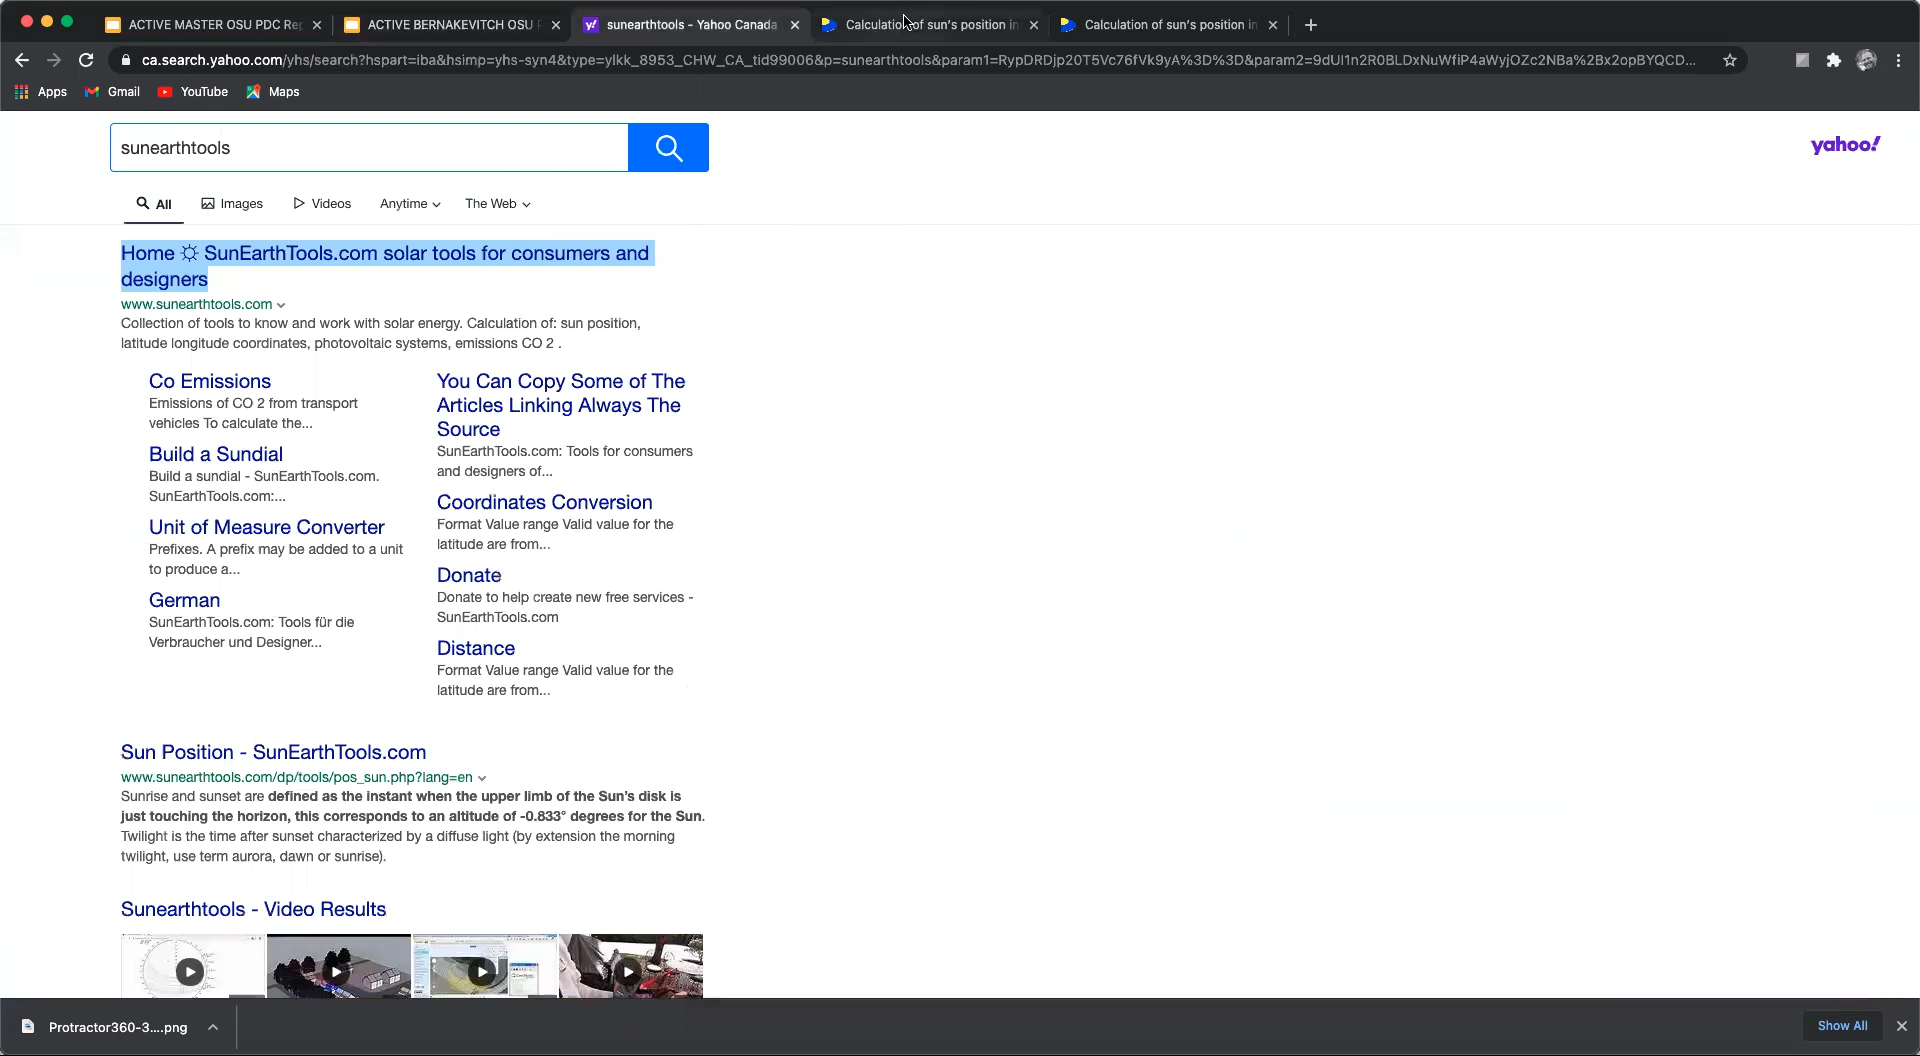 ACTIVE MASTER OSU PDC Re
ACTIVE BERNAKEVITCH OSU P
sunearthtools - Yahoo Canada
Calculation of sun's position in
Calculation of sun's position in
ca.search.yahoo.com/yhs/search?hspart=iba&hsimp=yhs-syn4&type=ylkk_8953_CHW_CA_tid99006&p=sunearthtools&param1=RypDRDjp20T5Vc76fVk9yA%3D%3D&param2=9dUl1n2R0BLDxNuWfiP4aWyjOZc2NBa%2Bx2opBYQCD...
Apps
Gmail
YouTube
Maps
sunearthtools
yahoo!
All
Images
Videos
Anytime
The Web
Home ☼ SunEarthTools.com solar tools for consumers and
designers
www.sunearthtools.com
Collection of tools to know and work with solar energy. Calculation of: sun position,
latitude longitude coordinates, photovoltaic systems, emissions CO 2 .
Co Emissions
Emissions of CO 2 from transport
vehicles To calculate the...
Build a Sundial
Build a sundial - SunEarthTools.com.
SunEarthTools.com:...
Unit of Measure Converter
Prefixes. A prefix may be added to a unit
to produce a...
German
SunEarthTools.com: Tools für die
Verbraucher und Designer...
You Can Copy Some of The
Articles Linking Always The
Source
SunEarthTools.com: Tools for consumers
and designers of...
Coordinates Conversion
Format Value range Valid value for the
latitude are from...
Donate
Donate to help create new free services -
SunEarthTools.com
Distance
Format Value range Valid value for the
latitude are from...
Sun Position - SunEarthTools.com
www.sunearthtools.com/dp/tools/pos_sun.php?lang=en
Sunrise and sunset are defined as the instant when the upper limb of the Sun's disk is
just touching the horizon, this corresponds to an altitude of -0.833° degrees for the Sun.
Twilight is the time after sunset characterized by a diffuse light (by extension the morning
twilight, use term aurora, dawn or sunrise).
Sunearthtools - Video Results
Protractor360-3....png
Show All